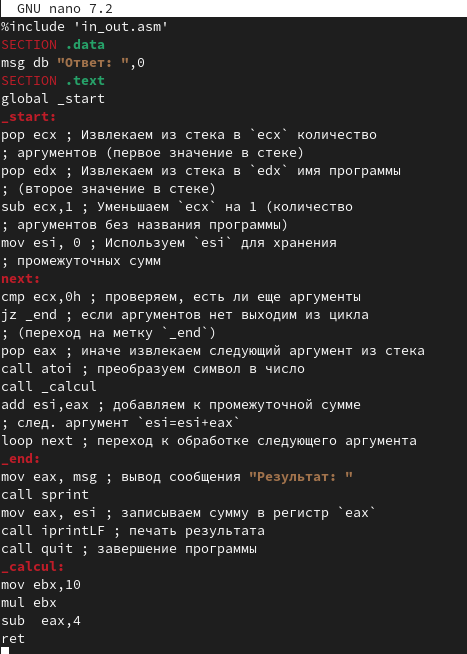 GNU nano 7.2
%include 'in_out.asm'
SECTION .data
msg db "Ответ: ",0
SECTION .text
global _start
_start:
pop ecx ; Извлекаем из стека в `ecx` количество
; аргументов (первое значение в стеке)
pop edx ; Извлекаем из стека в `edx` имя программы
; (второе значение в стеке)
sub ecx,1 ; Уменьшаем `ecx` на 1 (количество
; аргументов без названия программы)
mov esi, 0 ; Используем `esi` для хранения
; промежуточных сумм
next:
cmp ecx,0h ; проверяем, есть ли еще аргументы
jz _end ; если аргументов нет выходим из цикла
; (переход на метку `_end`)
pop eax ; иначе извлекаем следующий аргумент из стека
call atoi ; преобразуем символ в число
call _calcul
add esi,eax ; добавляем к промежуточной сумме
; след. аргумент `esi=esi+eax`
loop next ; переход к обработке следующего аргумента
_end:
mov eax, msg ; вывод сообщения "Результат: "
call sprint
mov eax, esi ; записываем сумму в регистр `eax`
call iprintLF ; печать результата
call quit ; завершение программы
_calcul:
mov ebx,10
mul ebx
sub  eax,4
ret